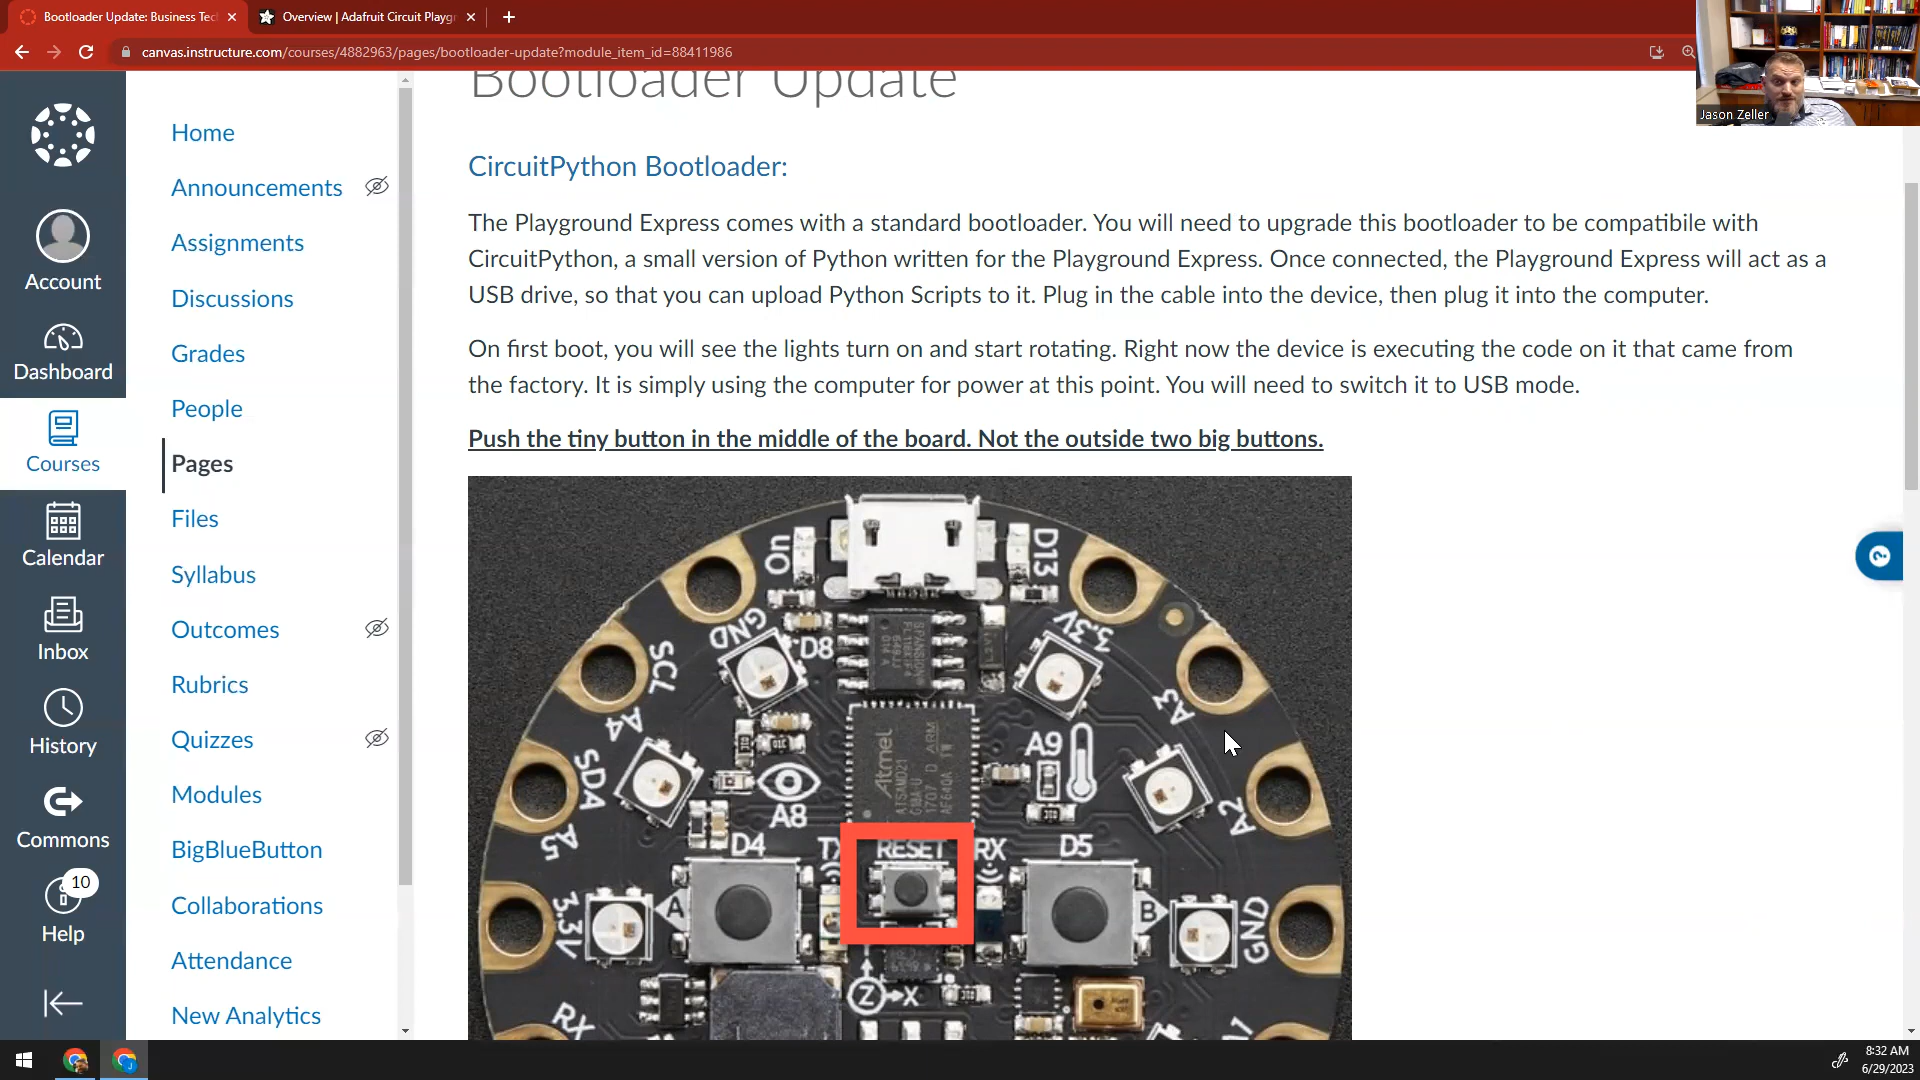 Bootloader Update: Business Tec
Overview | Adafruit Circuit Playgr
canvas.instructure.com/courses/4882963/pages/bootloader-update?module_item_id=88411986
Jason Zeller
Account
Dashboard
Courses
Calendar
Inbox
History
Commons
10
Help
Home
Announcements
Assignments
Discussions
Grades
People
Pages
Files
Syllabus
Outcomes
Rubrics
Quizzes
Modules
BigBlueButton
Collaborations
Attendance
New Analytics
Bootloader Update
CircuitPython Bootloader:
The Playground Express comes with a standard bootloader. You will need to upgrade this bootloader to be compatibile with
CircuitPython, a small version of Python written for the Playground Express. Once connected, the Playground Express will act as a
USB drive, so that you can upload Python Scripts to it. Plug in the cable into the device, then plug it into the computer.
On first boot, you will see the lights turn on and start rotating. Right now the device is executing the code on it that came from
the factory. It is simply using the computer for power at this point. You will need to switch it to USB mode.
Push the tiny button in the middle of the board. Not the outside two big buttons.
On
D13
GND
D8
3.3V
SCL
A4
A3
SDA
A5
Atmel
ARM
A9
A8
A2
D4
TX
RESET
RX
D5
A
B
3.3V
GND
Z
X
RX
8:32 AM
6/29/2023